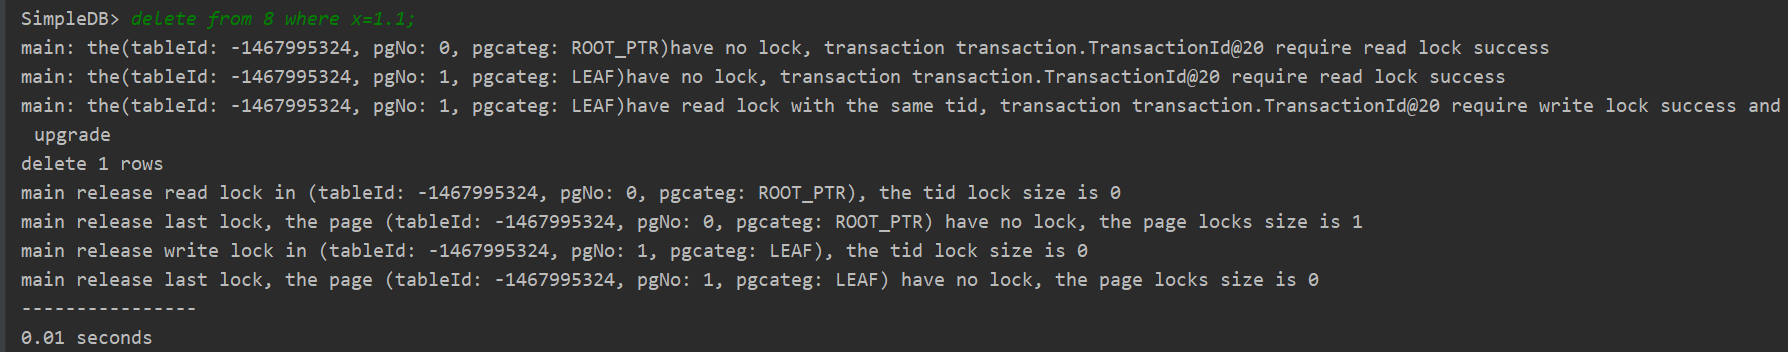 SimpleDB> delete from 8 where x=1.1;
main: the(tableId: -1467995324, pgNo: 0, pgcateg: ROOT_PTR)have no lock, transaction transaction.TransactionId@20 require read lock success
main: the(tableId: -1467995324, pgNo: 1, pgcateg: LEAF)have no lock, transaction transaction.TransactionId@20 require read lock success
main: the(tableId: -1467995324, pgNo: 1, pgcateg: LEAF)have read lock with the same tid, transaction transaction.TransactionId@20 require write lock success and
upgrade
delete 1 rows
main release read lock in (tableId: -1467995324, pgNo: 0, pgcateg: ROOT_PTR), the tid lock size is 0
main release last lock, the page (tableId: -1467995324, pgNo: 0, pgcateg: ROOT_PTR) have no lock, the page locks size is 1
main release write lock in (tableId: -1467995324, pgNo: 1, pgcateg: LEAF), the tid lock size is 0
main release last lock, the page (tableId: -1467995324, pgNo: 1, pgcateg: LEAF) have no lock, the page locks size is 0
----------------
0.01 seconds